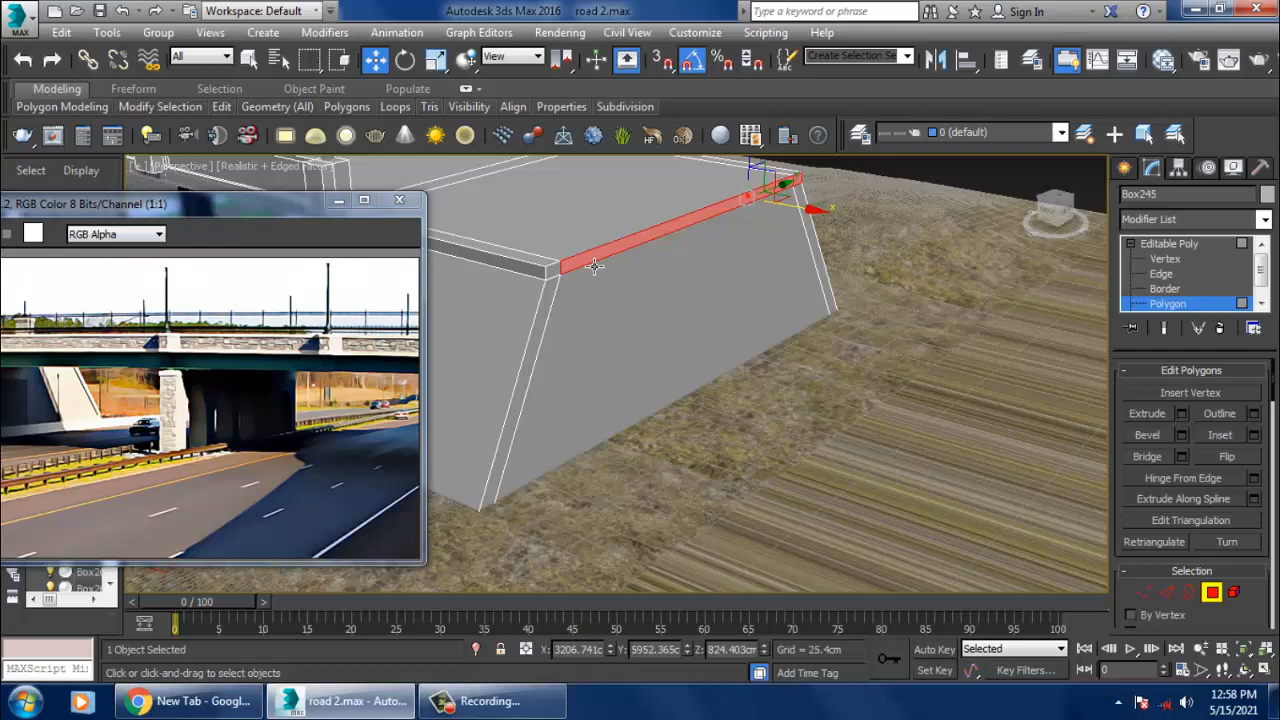 Workspace: Default
Autodesk 3ds Max 2016 road 2.max
Type a keyword or phrase
Sign In
MAX
Edit Tools Group Views Create Modifiers Animation Graph Editors Rendering Civil View Customize Scripting Help
All
View
3
Create Selection Se
Modeling Freeform Selection Object Paint Populate
Polygon Modeling Modify Selection Edit Geometry (All) Polygons Loops Tris Visibility Align Properties Subdivision
0 (default)
Select Display
[+] [Perspective] [Realistic + Edged Faces]
.2, RGB Color 8 Bits/Channel (1:1)
RGB Alpha
x
Box245
Modifier List
Editable Poly
Vertex
Edge
Border
Polygon
Edit Polygons
Insert Vertex
Extrude Outline
Bevel Inset
Bridge Flip
Hinge From Edge
Extrude Along Spline
Edit Triangulation
Retriangulate Turn
Selection
By Vertex
0 / 100
0 5 10 15 20 25 30 35 40 45 50 55 60 65 70 75 80 85 90 95 100
1 Object Selected
X: 3206.741c Y: 5952.365c Z: 824.403cm Grid = 25.4cm
Auto Key Selected
MAXScript Mi
Click or click-and-drag to select objects
Add Time Tag
Set Key Key Filters... 0
New Tab - Googl...
road 2.max - Auto...
Recording...
12:58 PM
5/15/2021